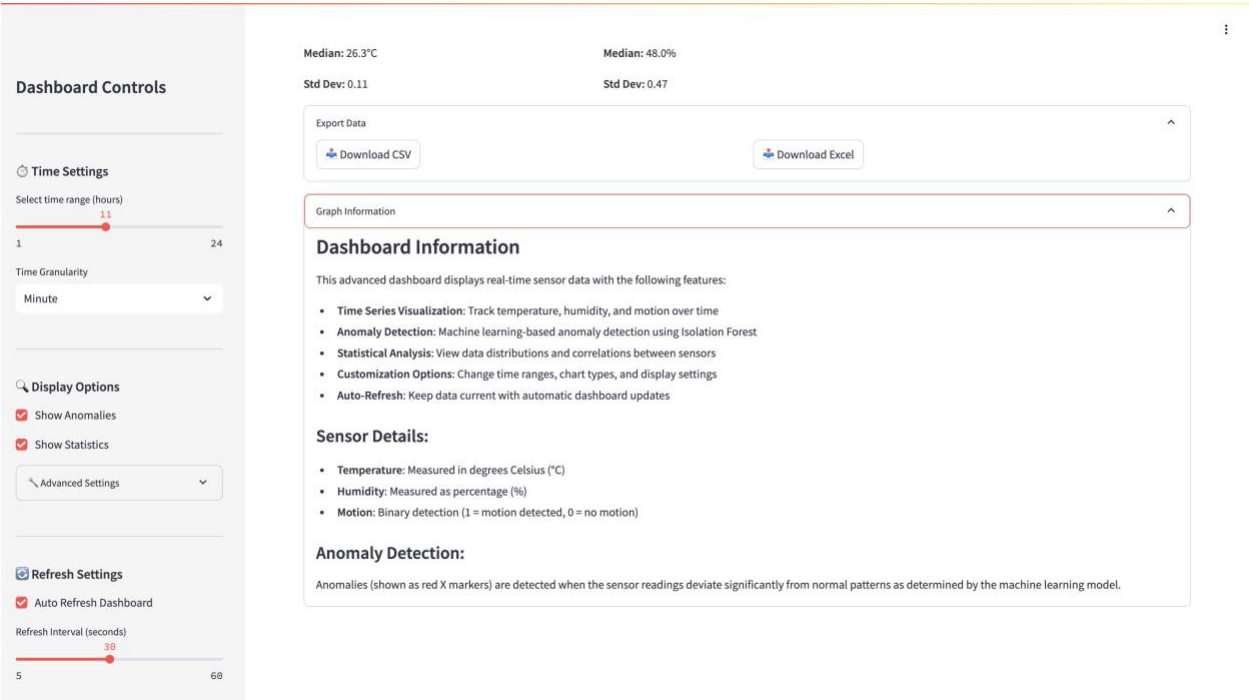 Dashboard Controls
Time Settings
Select time range (hours)
11
1 24
Time Granularity
Minute
Display Options
Show Anomalies
Show Statistics
Advanced Settings
Refresh Settings
Auto Refresh Dashboard
Refresh Interval (seconds)
30
5 60
Median: 26.3°C Median: 48.0%
Std Dev: 0.11 Std Dev: 0.47
Export Data
Download CSV Download Excel
Graph Information
Dashboard Information
This advanced dashboard displays real-time sensor data with the following features:
• Time Series Visualization: Track temperature, humidity, and motion over time
• Anomaly Detection: Machine learning-based anomaly detection using Isolation Forest
• Statistical Analysis: View data distributions and correlations between sensors
• Customization Options: Change time ranges, chart types, and display settings
• Auto-Refresh: Keep data current with automatic dashboard updates
Sensor Details:
• Temperature: Measured in degrees Celsius (°C)
• Humidity: Measured as percentage (%)
• Motion: Binary detection (1 = motion detected, 0 = no motion)
Anomaly Detection:
Anomalies (shown as red X markers) are detected when the sensor readings deviate significantly from normal patterns as determined by the machine learning model.